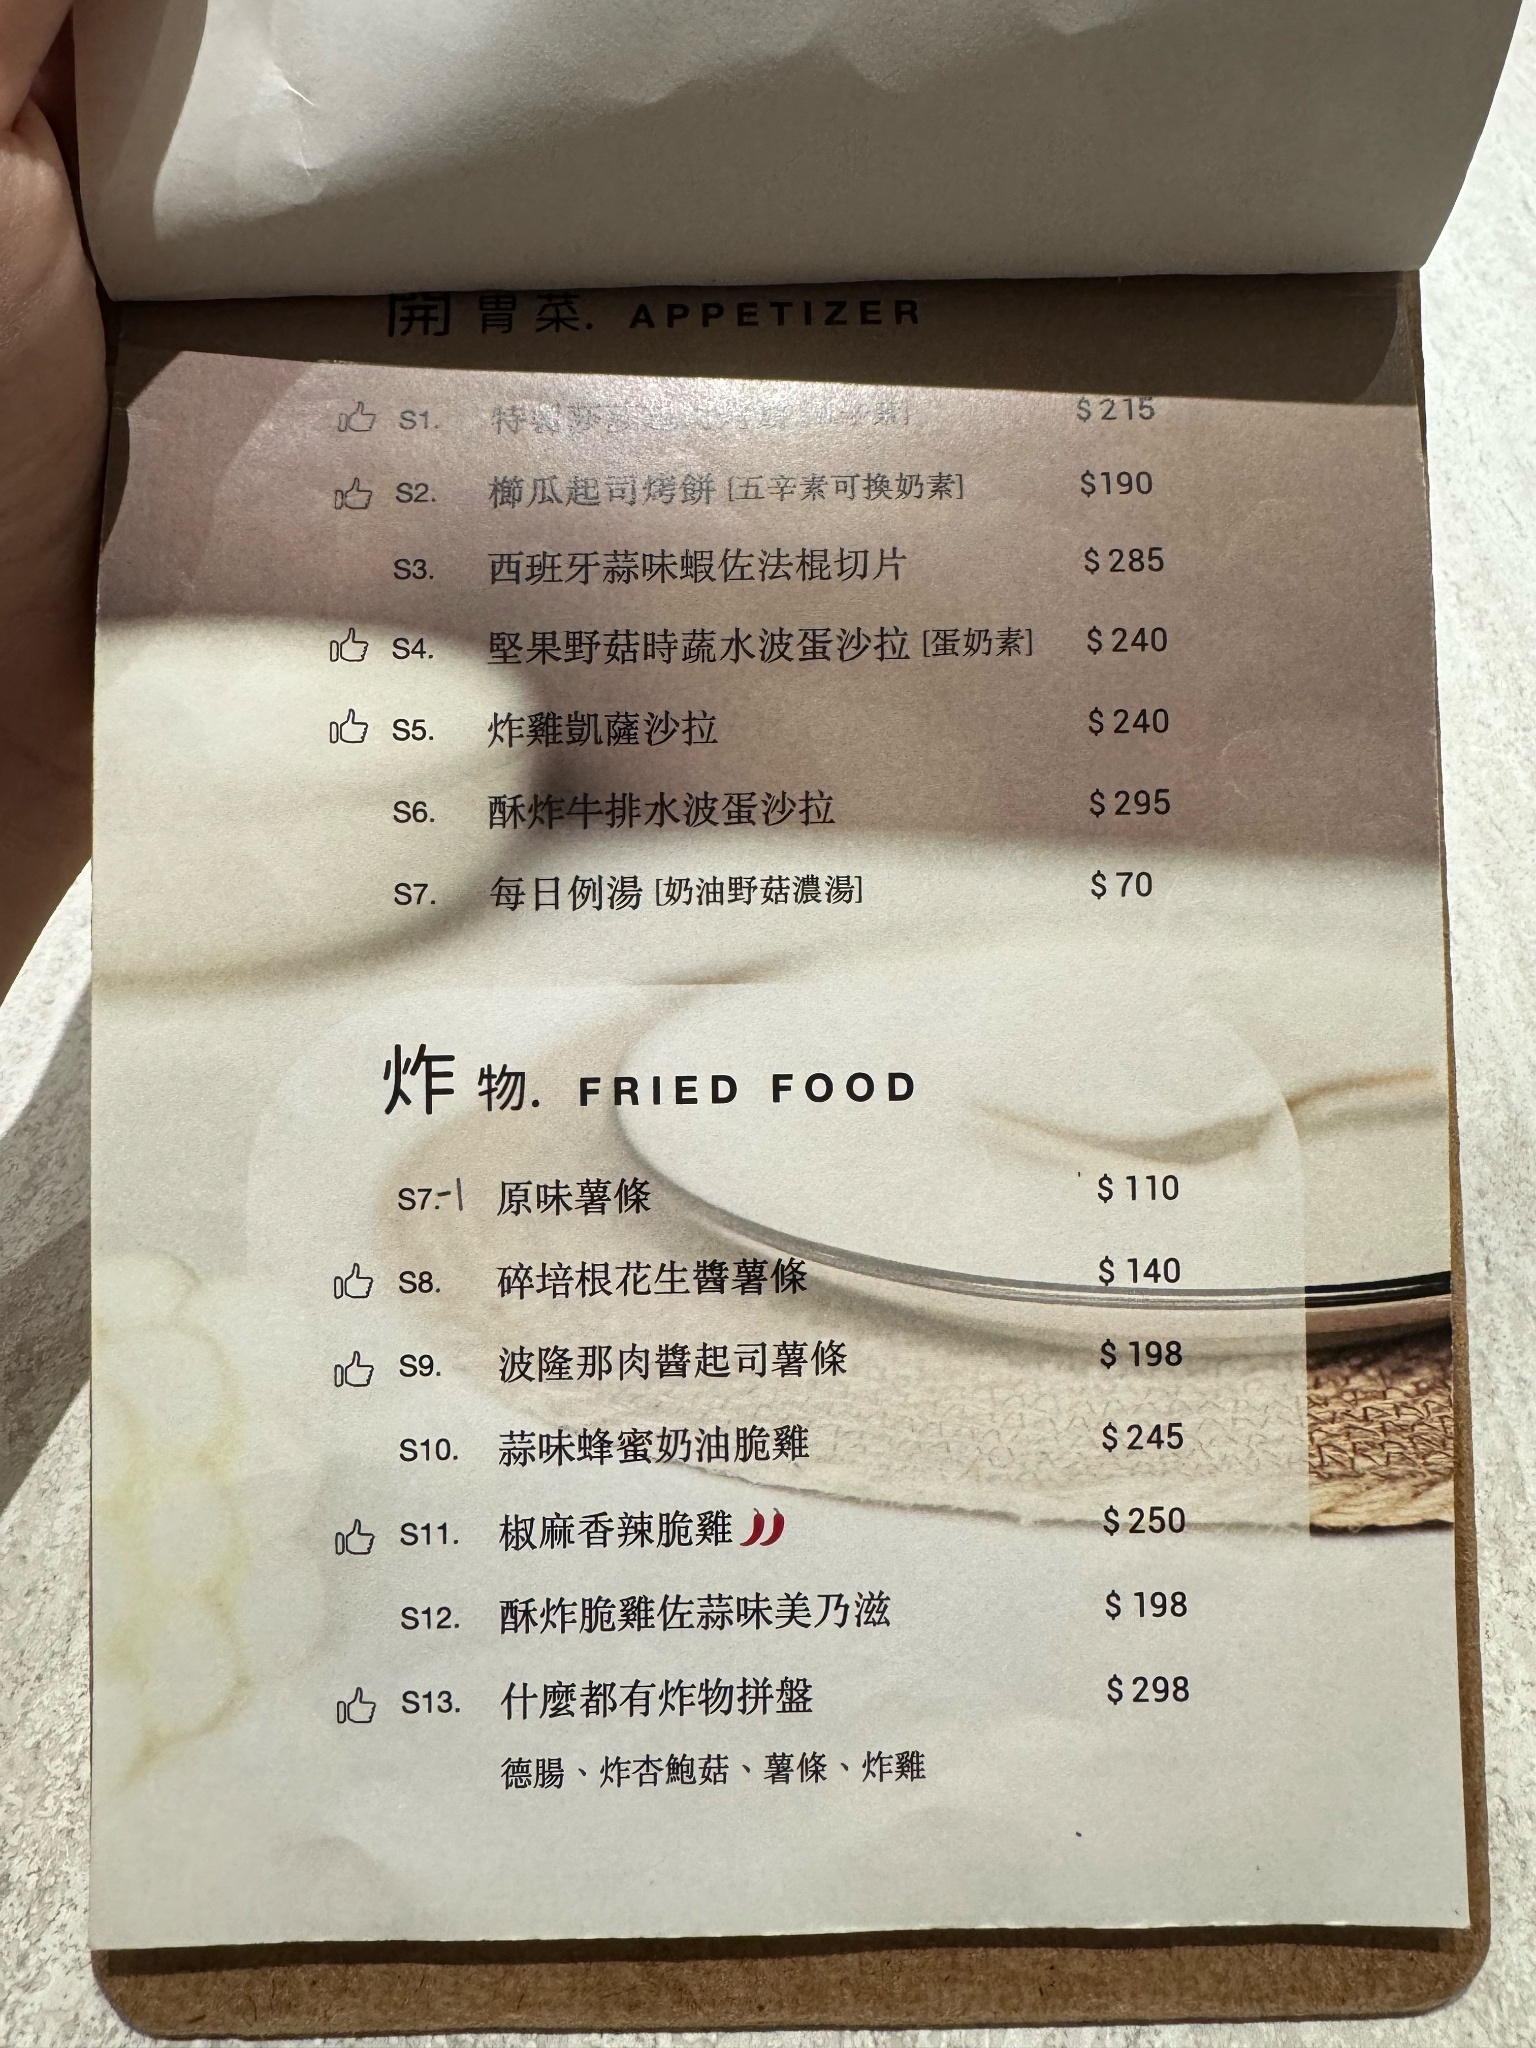 開胃菜. APPETIZER
S1. 特製 $215
S2. 櫛瓜起司烤餅 [五辛素可換奶素] $190
S3. 西班牙蒜味蝦佐法棍切片 $285
S4. 堅果野菇時蔬水波蛋沙拉 [蛋奶素] $240
S5. 炸雞凱薩沙拉 $240
S6. 酥炸牛排水波蛋沙拉 $295
S7. 每日例湯 [奶油野菇濃湯] $70
炸物. FRIED FOOD
S7.-1 原味薯條 $110
S8. 碎培根花生醬薯條 $140
S9. 波隆那肉醬起司薯條 $198
S10. 蒜味蜂蜜奶油脆雞 $245
S11. 椒麻香辣脆雞 $250
S12. 酥炸脆雞佐蒜味美乃滋 $198
S13. 什麼都有炸物拼盤 $298
德腸、炸杏鮑菇、薯條、炸雞